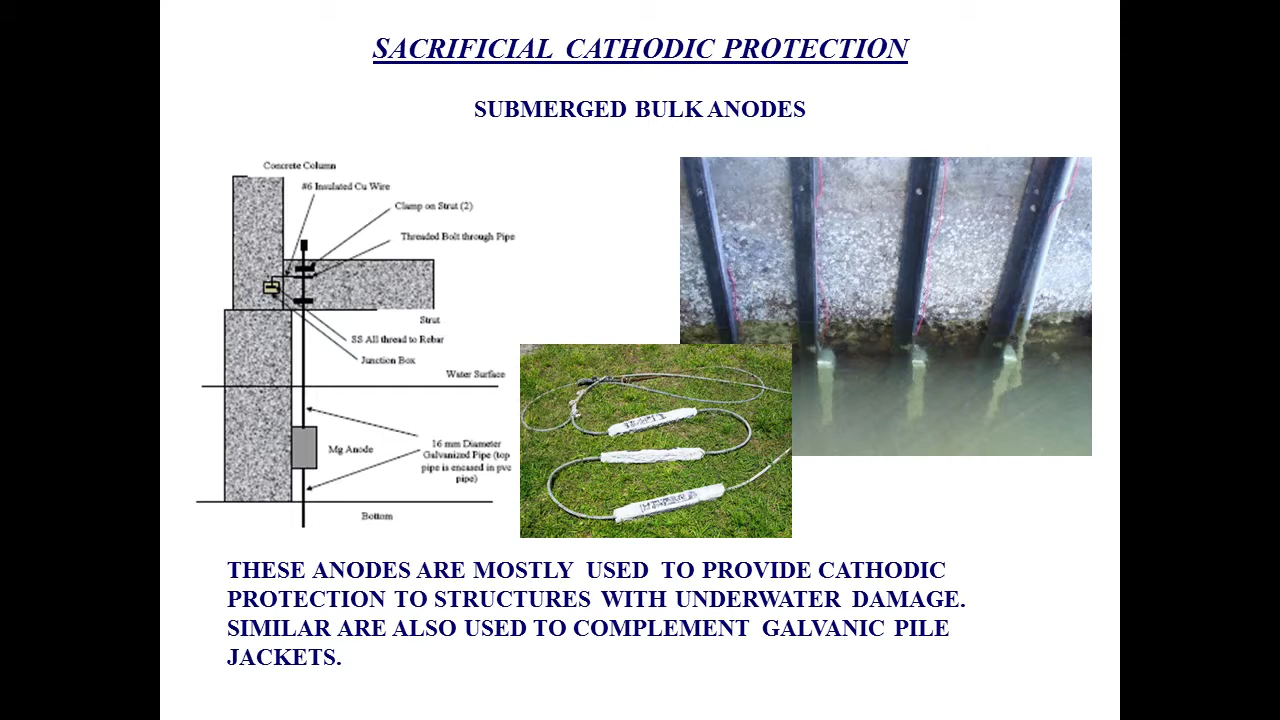 SACRIFICIAL CATHODIC PROTECTION
SUBMERGED BULK ANODES
Concrete Column
#6 Insulated Cu Wire
Clamp on Strut (2)
Threaded Bolt through Pipe
Strut
SS All thread to Rebar
Junction Box
Water Surface
Mg Anode
16 mm Diameter
Galvanized Pipe (top
pipe is encased in pvc
pipe)
Bottom
THESE ANODES ARE MOSTLY USED TO PROVIDE CATHODIC
PROTECTION TO STRUCTURES WITH UNDERWATER DAMAGE.
SIMILAR ARE ALSO USED TO COMPLEMENT GALVANIC PILE
JACKETS.